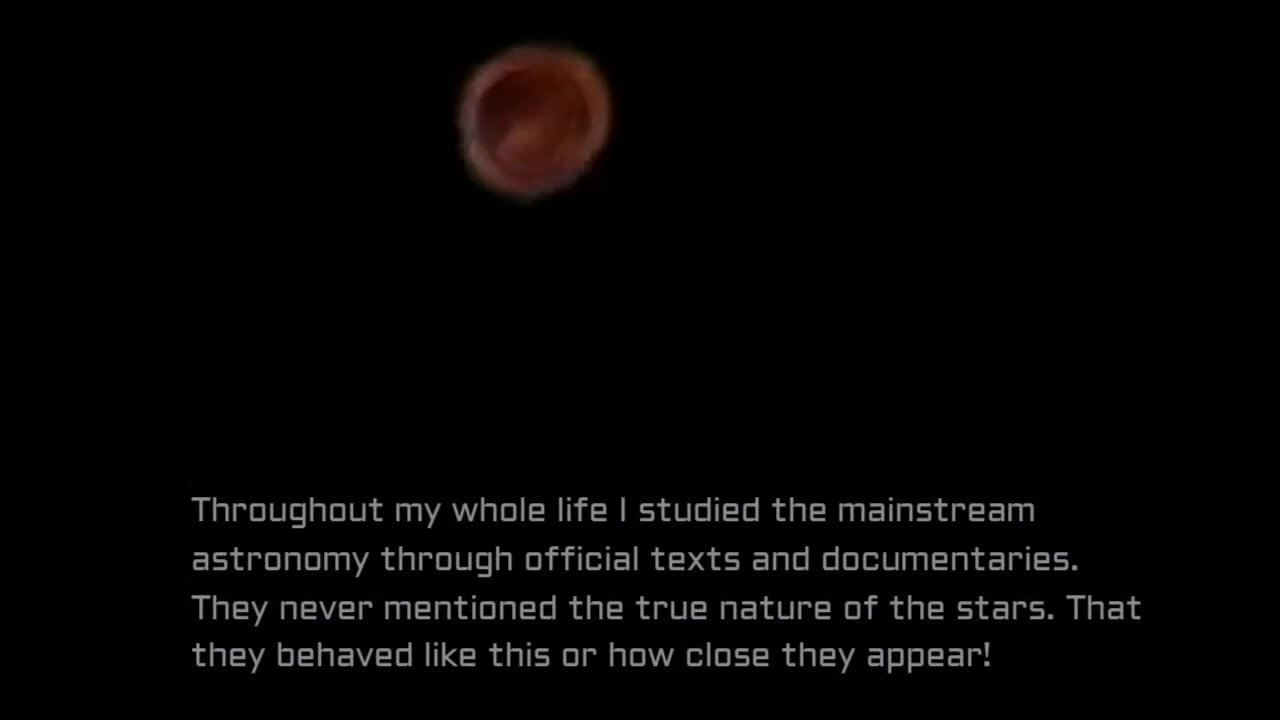 Throughout my whole life I studied the mainstream
astronomy through official texts and documentaries.
They never mentioned the true nature of the stars. That
they behaved like this or how close they appear!